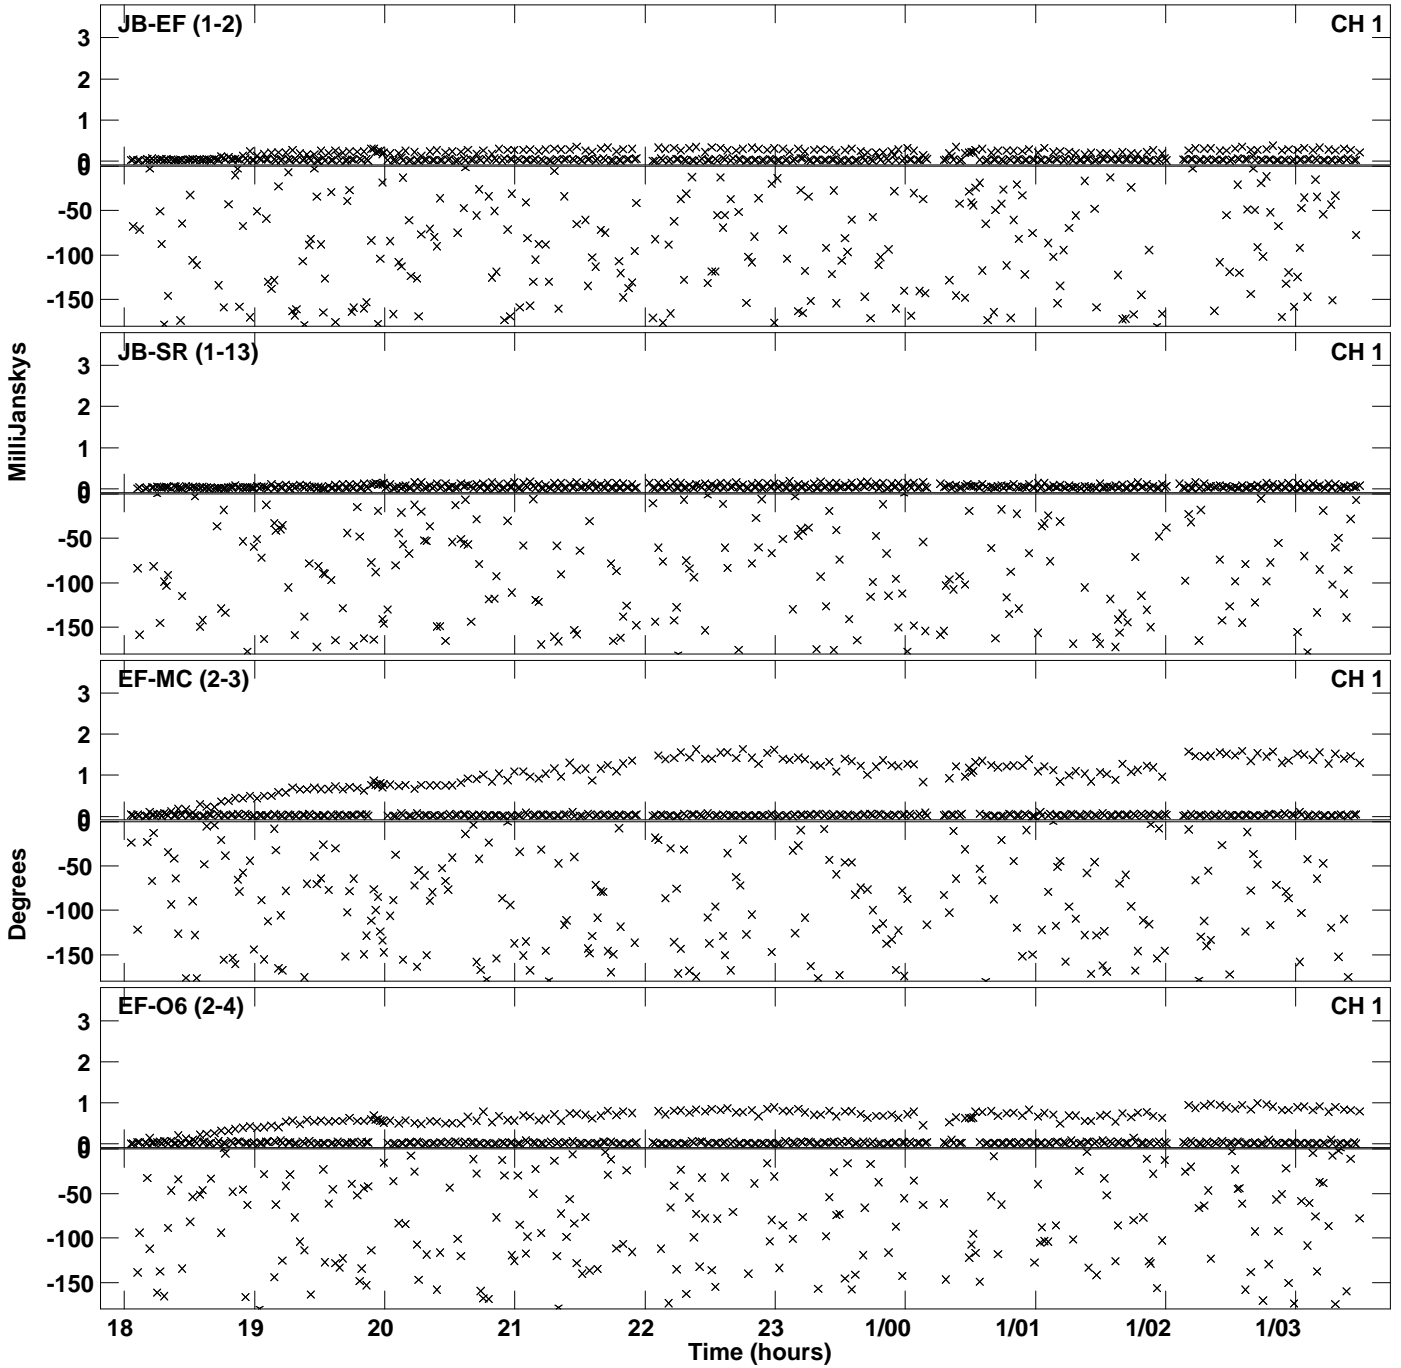 JB-EF (1-2)
CH 1
3
2
1
0
0
-50
-100
-150
JB-SR (1-13)
CH 1
3
2
1
0
0
-50
-100
-150
MilliJanskys
EF-MC (2-3)
CH 1
3
2
1
0
0
-50
-100
-150
Degrees
EF-O6 (2-4)
CH 1
3
2
1
0
0
-50
-100
-150
18 19 20 21 22 23 1/00 1/01 1/02 1/03
Time (hours)